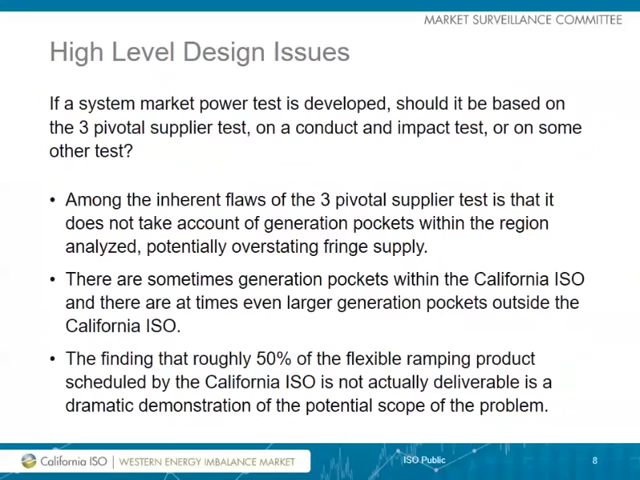 MARKET SURVEILLANCE COMMITTEE
High Level Design Issues
If a system market power test is developed, should it be based on
the 3 pivotal supplier test, on a conduct and impact test, or on some
other test?
• Among the inherent flaws of the 3 pivotal supplier test is that it
does not take account of generation pockets within the region
analyzed, potentially overstating fringe supply.
• There are sometimes generation pockets within the California ISO
and there are at times even larger generation pockets outside the
California ISO.
• The finding that roughly 50% of the flexible ramping product
scheduled by the California ISO is not actually deliverable is a
dramatic demonstration of the potential scope of the problem.
California ISO | WESTERN ENERGY IMBALANCE MARKET
ISO Public
8